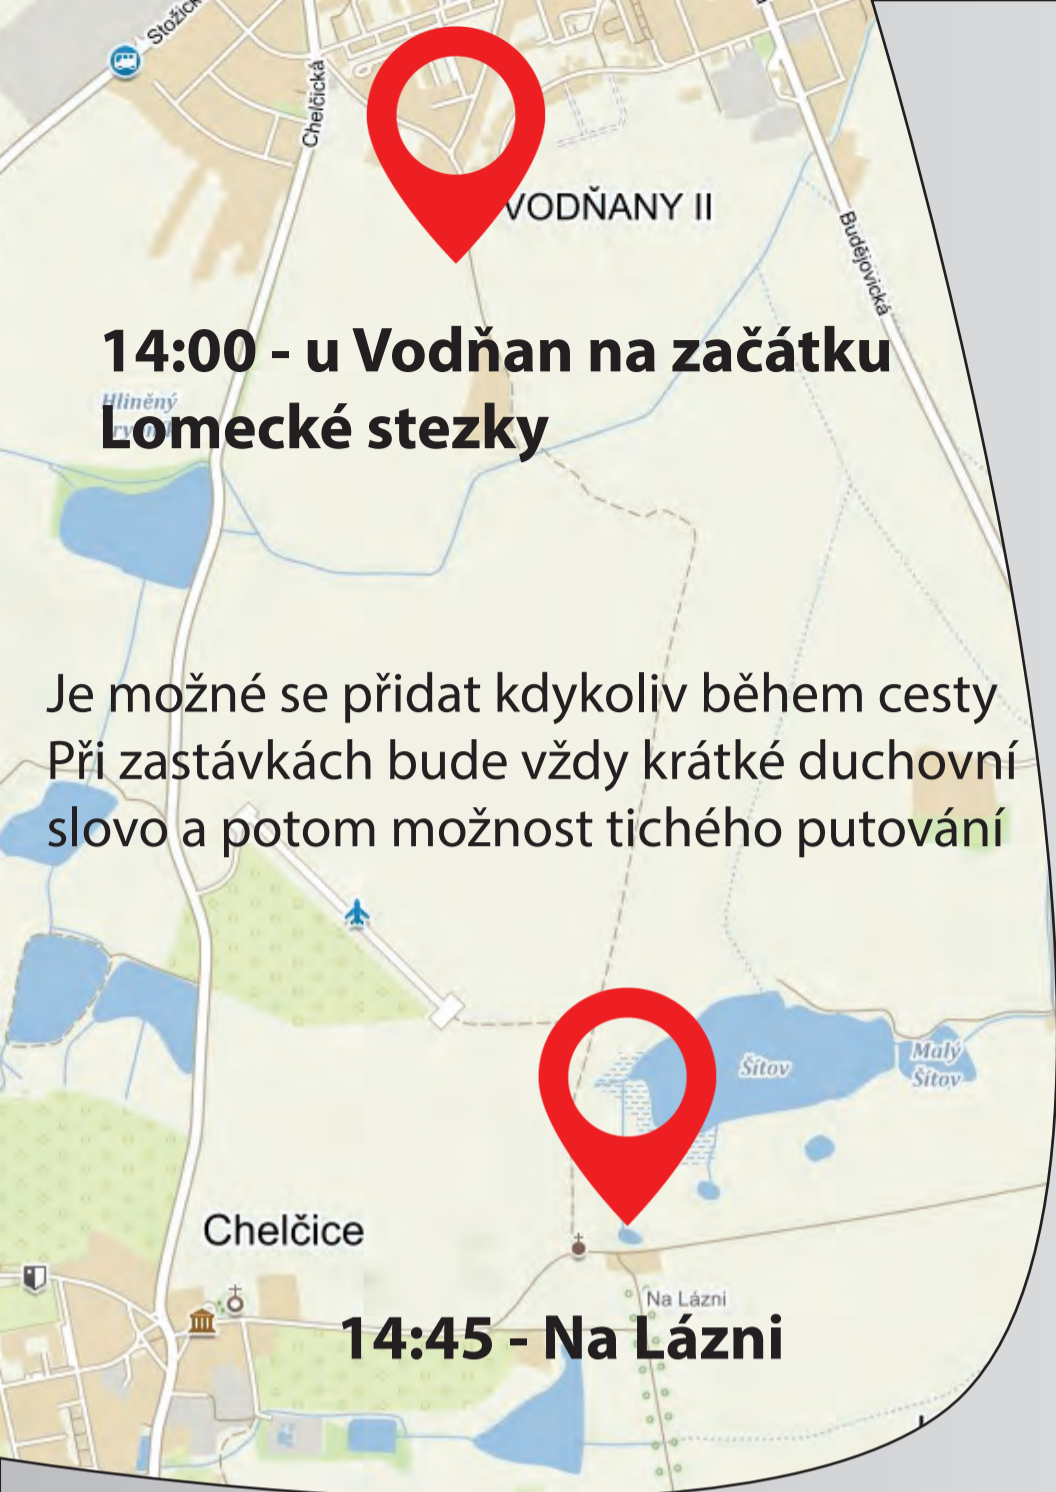 Chelčická
VODŇANY II
Budějovická
14:00 - u Vodňan na začátku
Hliněný
Lomecké stezky
Je možné se přidat kdykoliv během cesty
Při zastávkách bude vždy krátké duchovní
slovo a potom možnost tichého putování
Šítov
Malý
Šítov
Chelčice
Na Lázni
14:45 - Na Lázni